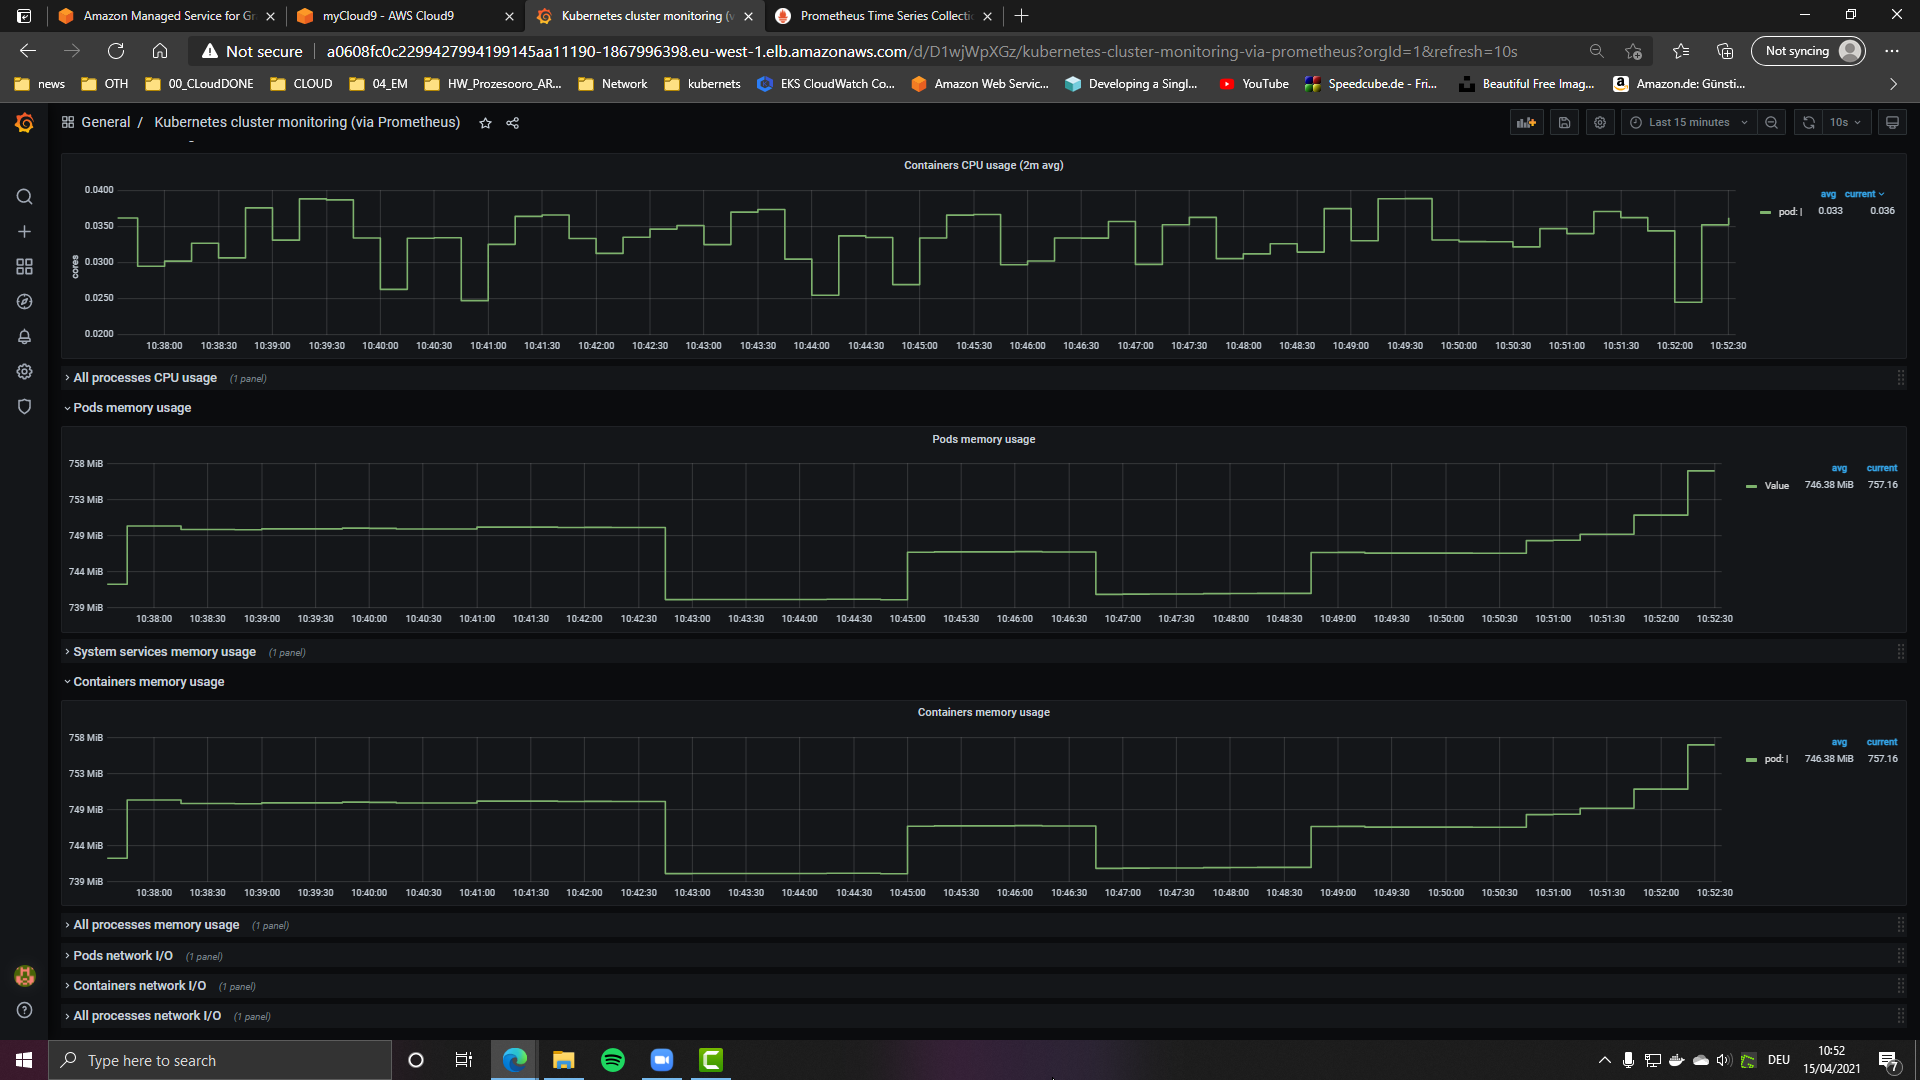 Amazon Managed Service for Gr
myCloud9 - AWS Cloud9
Kubernetes cluster monitoring (v
Prometheus Time Series Collectio
Not secure
a0608fc0c2299427994199145aa11190-1867996398.eu-west-1.elb.amazonaws.com/d/D1wjWpXGz/kubernetes-cluster-monitoring-via-prometheus?orgId=1&refresh=10s
Not syncing
news
OTH
00_CLoudDONE
CLOUD
04_EM
HW_Prozesooro_AR...
Network
kubernets
EKS CloudWatch Co...
Amazon Web Servic...
Developing a Singl...
YouTube
Speedcube.de - Fri...
Beautiful Free Imag...
Amazon.de: Günsti...
General / Kubernetes cluster monitoring (via Prometheus)
Last 15 minutes
10s
Containers CPU usage (2m avg)
cores
0.0400
0.0350
0.0300
0.0250
0.0200
10:38:00 10:38:30 10:39:00 10:39:30 10:40:00 10:40:30 10:41:00 10:41:30 10:42:00 10:42:30 10:43:00 10:43:30 10:44:00 10:44:30 10:45:00 10:45:30 10:46:00 10:46:30 10:47:00 10:47:30 10:48:00 10:48:30 10:49:00 10:49:30 10:50:00 10:50:30 10:51:00 10:51:30 10:52:00 10:52:30
avg current
pod: | 0.033 0.036
All processes CPU usage (1 panel)
Pods memory usage
Pods memory usage
758 MiB
753 MiB
749 MiB
744 MiB
739 MiB
10:38:00 10:38:30 10:39:00 10:39:30 10:40:00 10:40:30 10:41:00 10:41:30 10:42:00 10:42:30 10:43:00 10:43:30 10:44:00 10:44:30 10:45:00 10:45:30 10:46:00 10:46:30 10:47:00 10:47:30 10:48:00 10:48:30 10:49:00 10:49:30 10:50:00 10:50:30 10:51:00 10:51:30 10:52:00 10:52:30
avg current
Value 746.38 MiB 757.16
System services memory usage (1 panel)
Containers memory usage
Containers memory usage
758 MiB
753 MiB
749 MiB
744 MiB
739 MiB
10:38:00 10:38:30 10:39:00 10:39:30 10:40:00 10:40:30 10:41:00 10:41:30 10:42:00 10:42:30 10:43:00 10:43:30 10:44:00 10:44:30 10:45:00 10:45:30 10:46:00 10:46:30 10:47:00 10:47:30 10:48:00 10:48:30 10:49:00 10:49:30 10:50:00 10:50:30 10:51:00 10:51:30 10:52:00 10:52:30
avg current
pod: | 746.38 MiB 757.16
All processes memory usage (1 panel)
Pods network I/O (1 panel)
Containers network I/O (1 panel)
All processes network I/O (1 panel)
Type here to search
DEU
10:52
15/04/2021
7